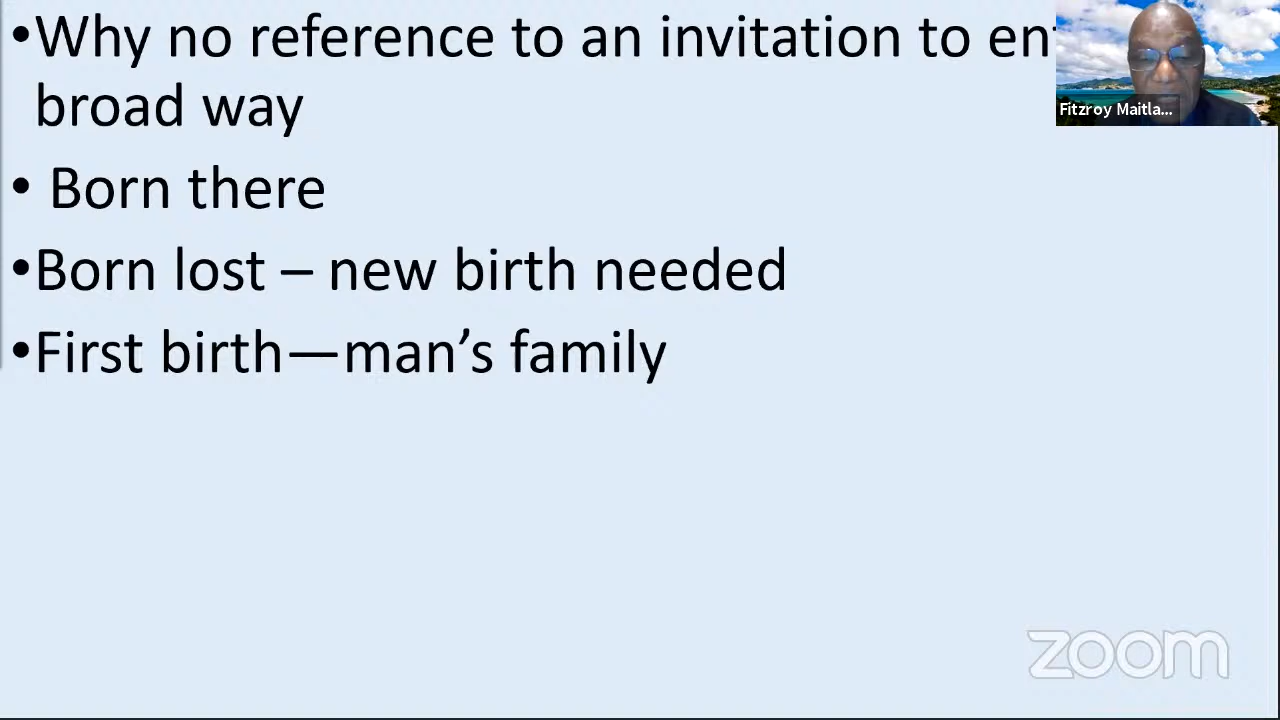 •Why no reference to an invitation to
broad way
• Born there
•Born lost – new birth needed
•First birth—man’s family
Fitzroy Maitla...
zoom